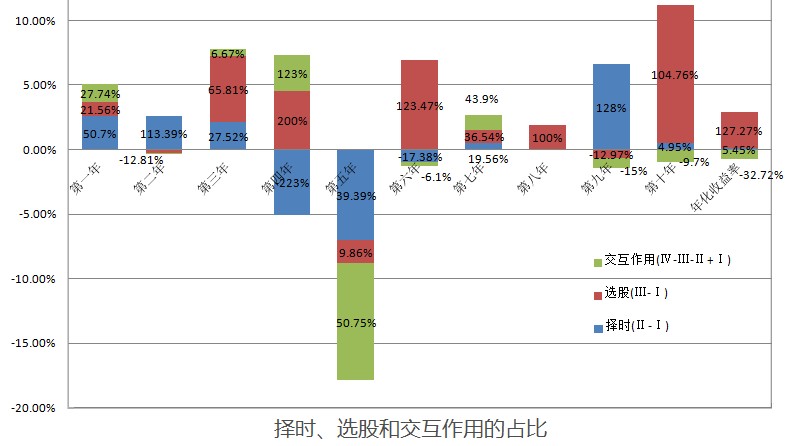 10.00%
5.00%
0.00%
-5.00%
-10.00%
-15.00%
-20.00%
27.74%
21.56%
50.7%
113.39%
-12.81%
6.67%
65.81%
27.52%
123%
200%
-223%
39.39%
9.86%
50.75%
123.47%
-17.38%
-6.1%
43.9%
36.54%
19.56%
100%
128%
-12.97%
-15%
104.76%
4.95%
-9.7%
127.27%
5.45%
-32.72%
第一年
第二年
第三年
第四年
第五年
第六年
第七年
第八年
第九年
第十年
年化收益率
交互作用(Ⅳ-III-II+Ⅰ)
选股(III-Ⅰ)
择时(II-Ⅰ)
择时、选股和交互作用的占比